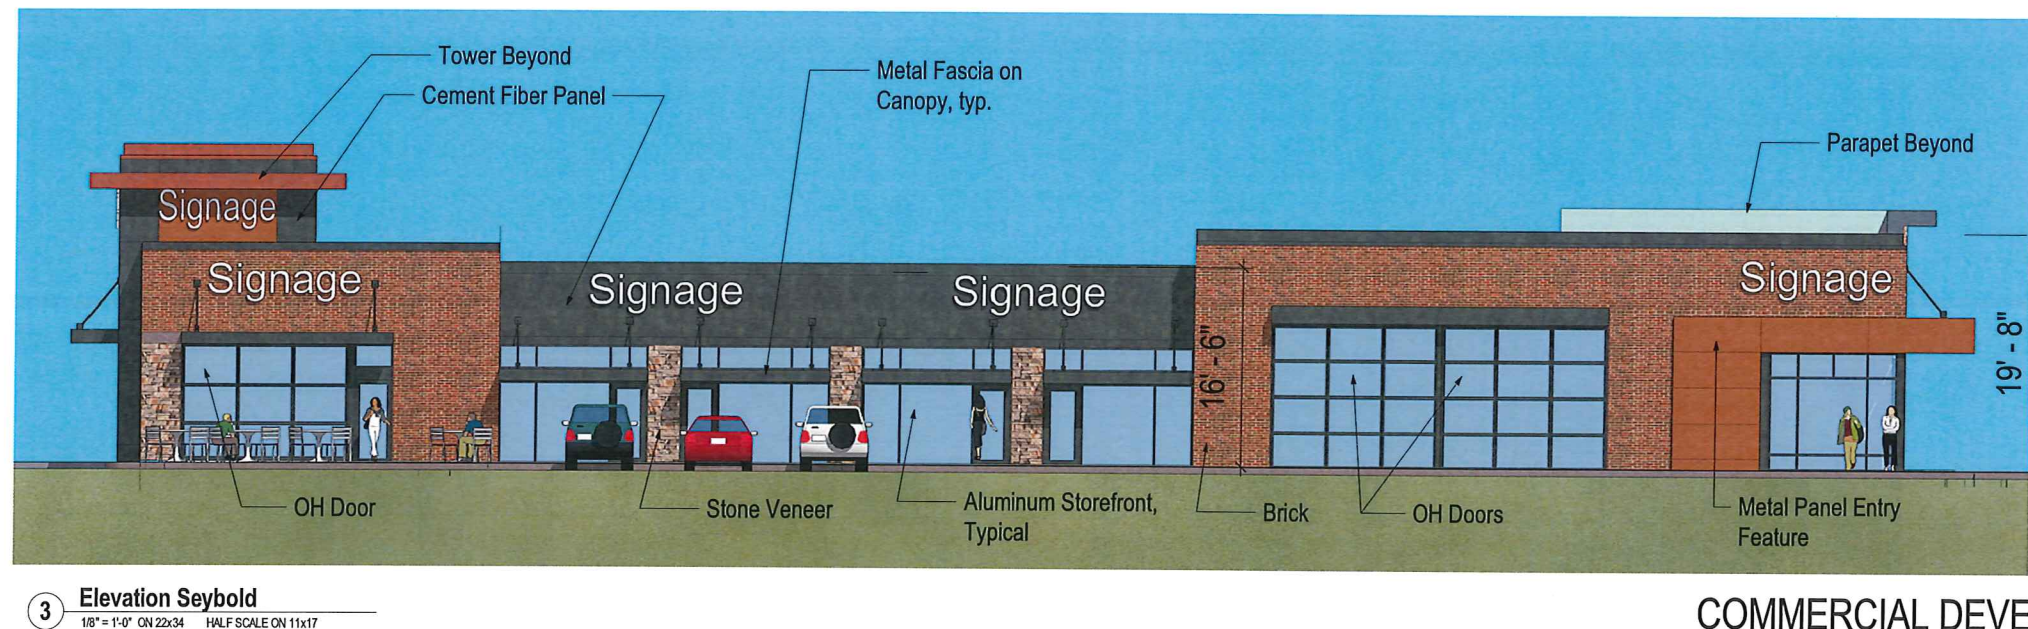 Tower Beyond
Cement Fiber Panel
Metal Fascia on
Canopy, typ.
Parapet Beyond
Signage
Signage
Signage
Signage
Signage
16' - 6"
19' - 8"
OH Door
Stone Veneer
Aluminum Storefront,
Typical
Brick
OH Doors
Metal Panel Entry
Feature
3
Elevation Seybold
1/8" = 1'-0" ON 22x34 HALF SCALE ON 11x17
COMMERCIAL DEVE